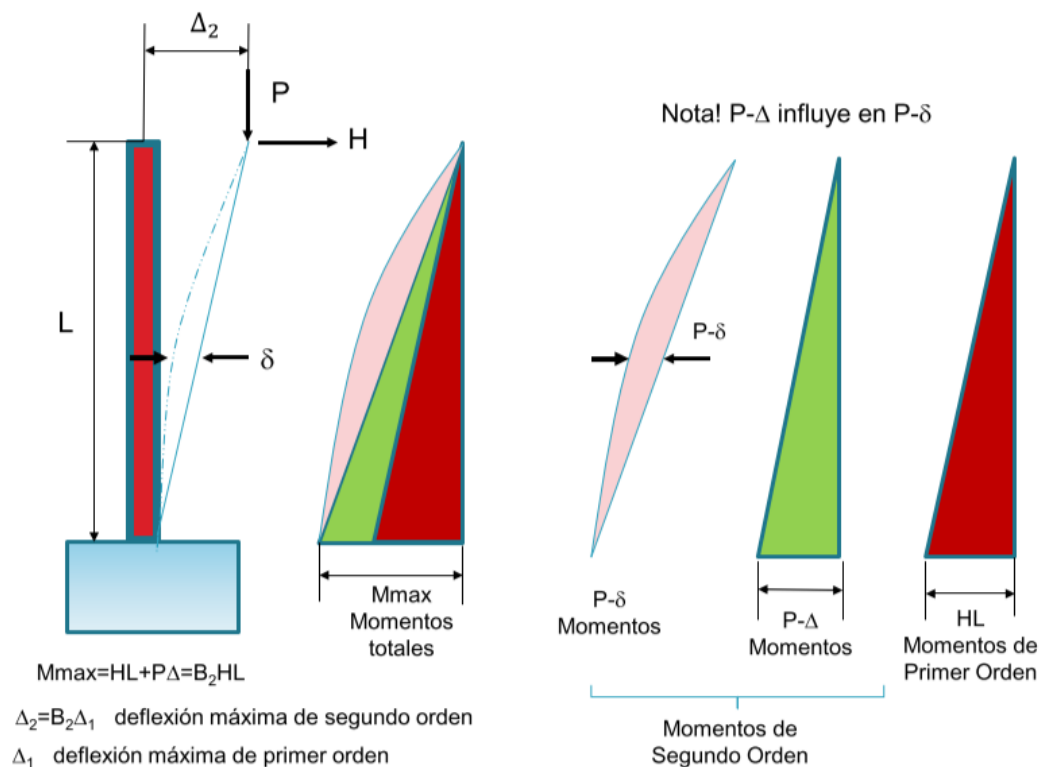 Δ₂
P
H
Nota! P-Δ influye en P-δ
L
δ
P-δ
Mmax
Momentos
totales
P-δ
Momentos
P-Δ
Momentos
HL
Momentos de
Primer Orden
Mmax=HL+PΔ=B₂HL
Δ₂=B₂Δ₁ deflexión máxima de segundo orden
Δ₁ deflexión máxima de primer orden
Momentos de
Segundo Orden